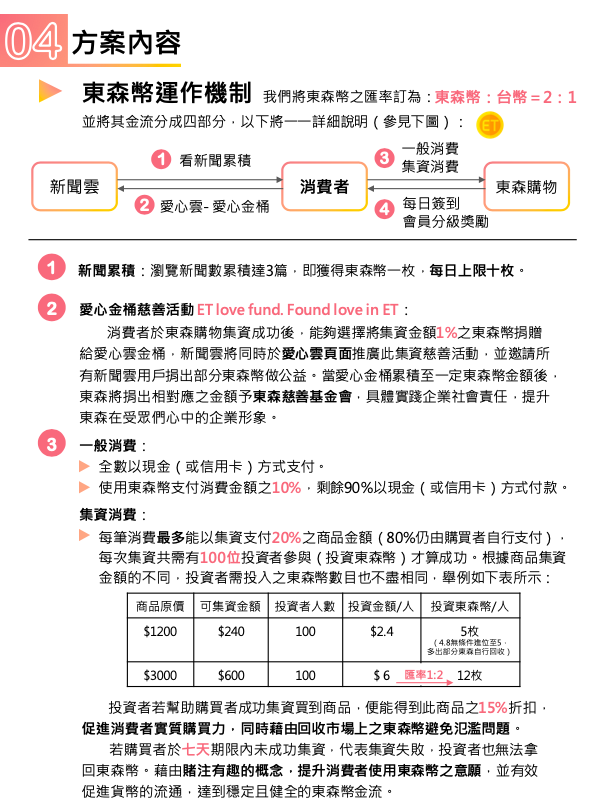 04 方案內容
東森幣運作機制 我們將東森幣之匯率訂為：東森幣：台幣＝2：1
並將其金流分成四部分，以下將一一詳細說明（參見下圖）：
ET
新聞雲
1 看新聞累積
2 愛心雲-愛心金桶
消費者
3 一般消費
集資消費
4 每日簽到
會員分級獎勵
東森購物
1 新聞累積：瀏覽新聞數累積達3篇，即獲得東森幣一枚，每日上限十枚。
2 愛心金桶慈善活動 ET love fund. Found love in ET：
消費者於東森購物集資成功後，能夠選擇將集資金額1%之東森幣捐贈
給愛心雲金桶，新聞雲將同時於愛心雲頁面推廣此集資慈善活動，並邀請所
有新聞雲用戶捐出部分東森幣做公益。當愛心金桶累積至一定東森幣金額後，
東森將捐出相對應之金額予東森慈善基金會，具體實踐企業社會責任，提升
東森在受眾們心中的企業形象。
3 一般消費：
全數以現金（或信用卡）方式支付。
使用東森幣支付消費金額之10%，剩餘90%以現金（或信用卡）方式付款。
集資消費：
每筆消費最多能以集資支付20%之商品金額（80%仍由購買者自行支付），
每次集資共需有100位投資者參與（投資東森幣）才算成功。根據商品集資
金額的不同，投資者需投入之東森幣數目也不盡相同，舉例如下表所示：
商品原價 可集資金額 投資者人數 投資金額/人 投資東森幣/人
$1200 $240 100 $2.4 5枚
（4.8無條件進位至5，
多出部分東森自行回收）
$3000 $600 100 $ 6 匯率1:2 12枚
投資者若幫助購買者成功集資買到商品，便能得到此商品之15%折扣，
促進消費者實質購買力，同時藉由回收市場上之東森幣避免氾濫問題。
若購買者於七天期限內未成功集資，代表集資失敗，投資者也無法拿
回東森幣。藉由賭注有趣的概念，提升消費者使用東森幣之意願，並有效
促進貨幣的流通，達到穩定且健全的東森幣金流。